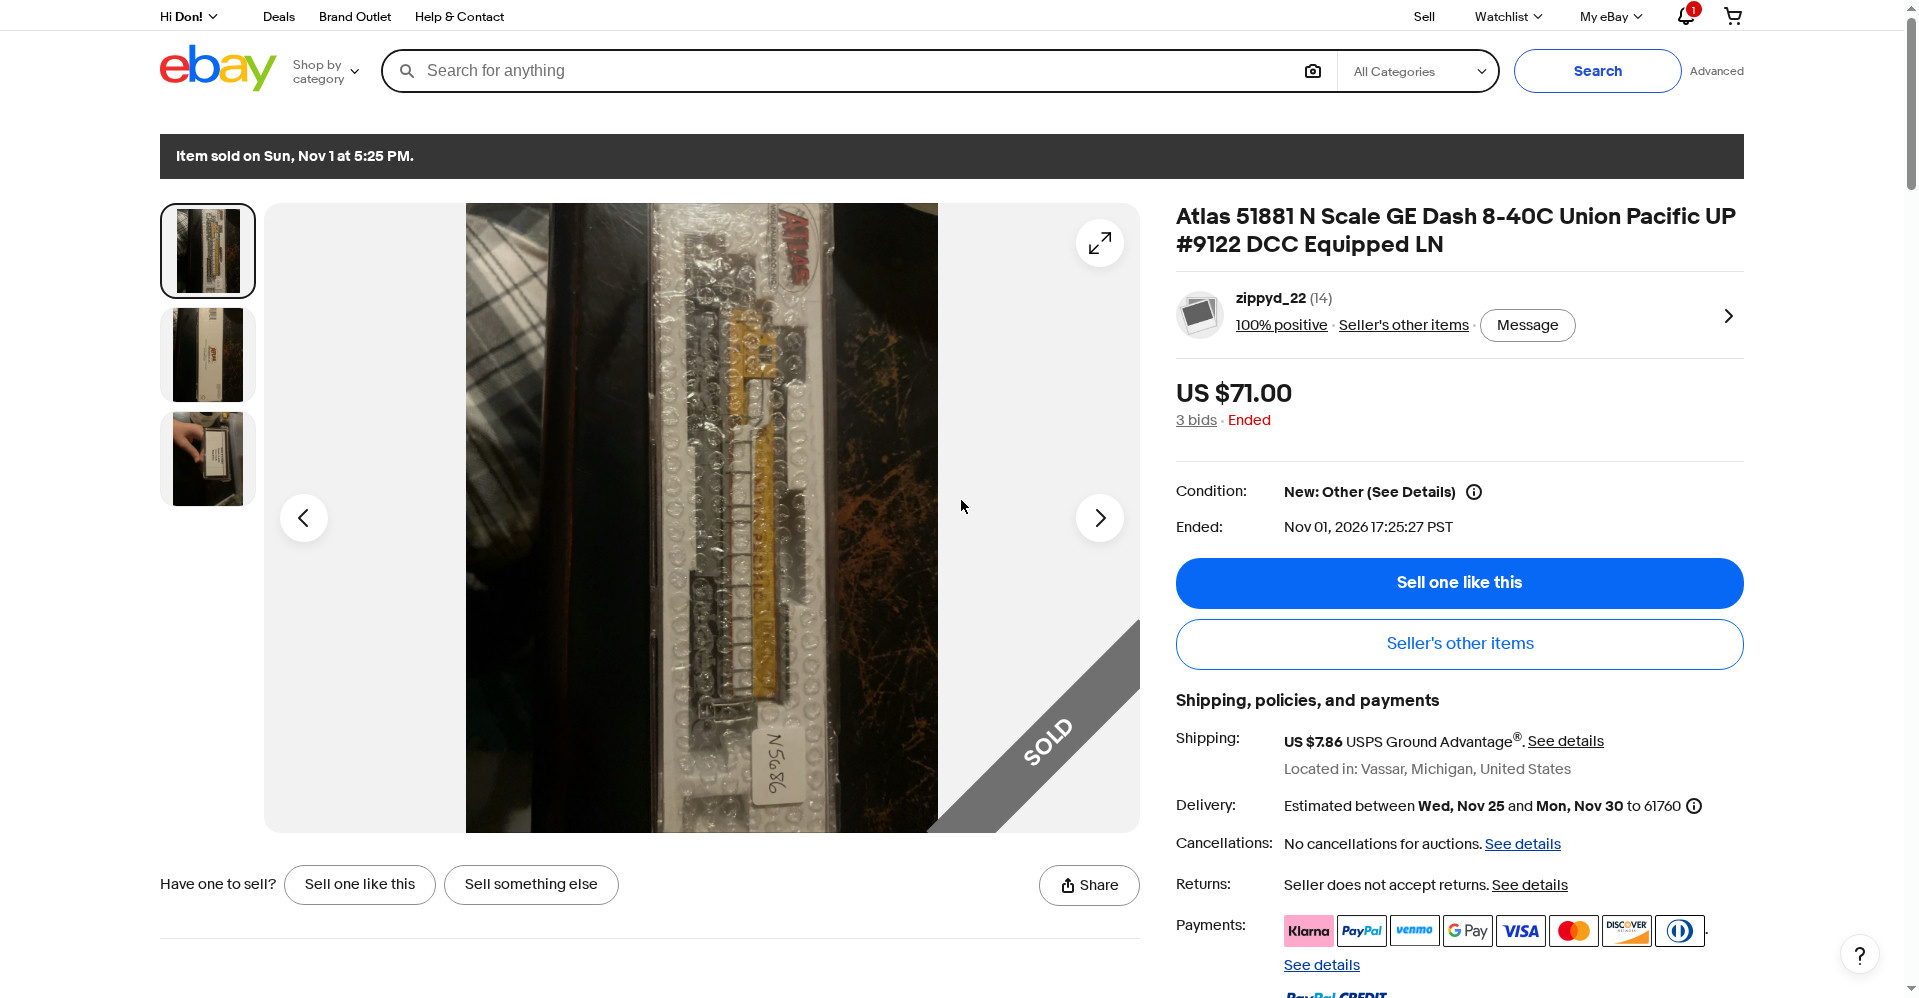 Hi Don!
Deals
Brand Outlet
Help & Contact
Sell
Watchlist
My eBay
1
ebay
Shop by
category
Search for anything
All Categories
Search
Advanced
Item sold on Sun, Nov 1 at 5:25 PM.
ATLAS
N5686
SOLD
Have one to sell?
Sell one like this
Sell something else
Share
Atlas 51881 N Scale GE Dash 8-40C Union Pacific UP
#9122 DCC Equipped LN
zippyd_22 (14)
100% positive · Seller's other items · Message
US $71.00
3 bids · Ended
Condition: New: Other (See Details)
Ended: Nov 01, 2026 17:25:27 PST
Sell one like this
Seller's other items
Shipping, policies, and payments
Shipping: US $7.86 USPS Ground Advantage®. See details
Located in: Vassar, Michigan, United States
Delivery: Estimated between Wed, Nov 25 and Mon, Nov 30 to 61760
Cancellations: No cancellations for auctions. See details
Returns: Seller does not accept returns. See details
Payments: Klarna PayPal venmo G Pay VISA DISCOVER .
See details
PayPal CREDIT
?